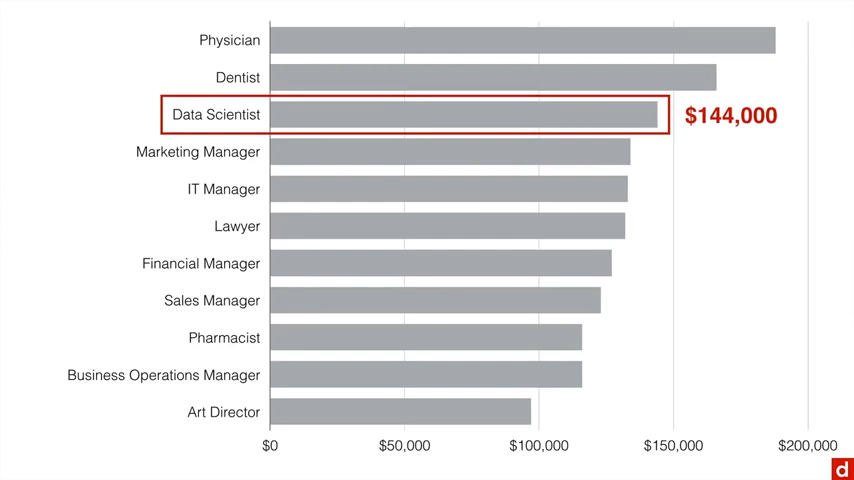 Physician
Dentist
Data Scientist
$144,000
Marketing Manager
IT Manager
Lawyer
Financial Manager
Sales Manager
Pharmacist
Business Operations Manager
Art Director
$0 $50,000 $100,000 $150,000 $200,000
d